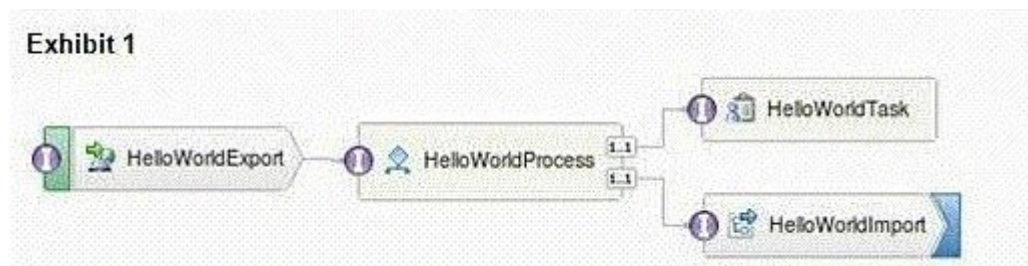 Exhibit 1
HelloWorldTask
HelloWorldExport
HelloWorldProcess
1..1
1..1
HelloWorldImport